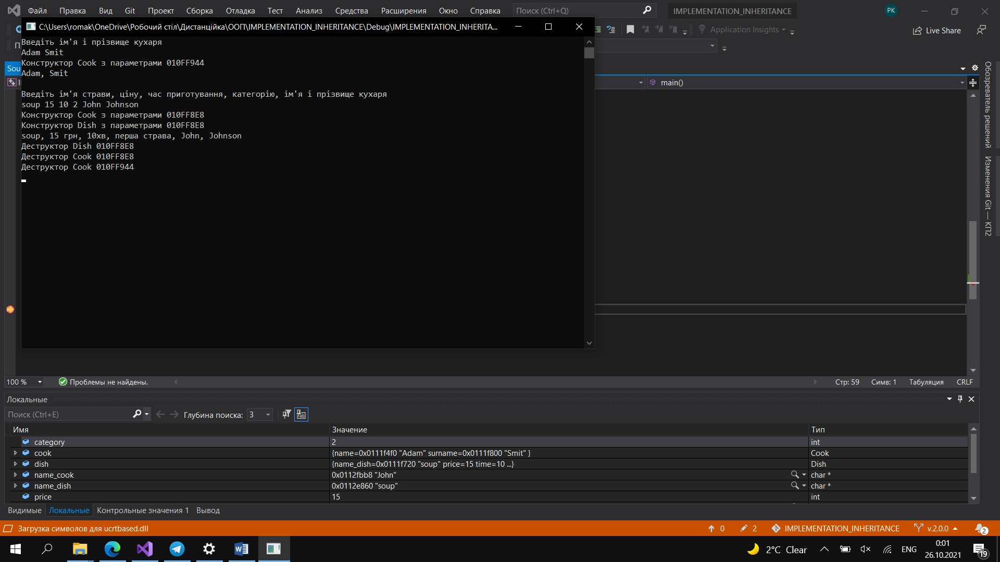 Файл Правка Вид Git Проект Сборка Отладка Тест Анализ Средства Расширения Окно Справка Поиск (Ctrl+Q) IMPLEMENTATION_INHERITANCE РК
C:\Users\romak\OneDrive\Робочий стіл\Дистанційка\ООП\IMPLEMENTATION_INHERITANCE\Debug\IMPLEMENTATION_INHERITA...
Application Insights Live Share
Введіть ім'я і прізвище кухаря
Adam Smit
Конструктор Cook з параметрами 010FF944
Adam, Smit
Введіть ім'я страви, ціну, час приготування, категорію, ім'я і прізвище кухаря
soup 15 10 2 John Johnson
Конструктор Cook з параметрами 010FF8E8
Конструктор Dish з параметрами 010FF8E8
soup, 15 грн, 10хв, перша страва, John, Johnson
Деструктор Dish 010FF8E8
Деструктор Cook 010FF8E8
Деструктор Cook 010FF944
П
Sou
main()
Обозреватель решений
Изменения Git — КП2
100 % Проблемы не найдены. Стр: 59 Симв: 1 Табуляция CRLF
Локальные
Поиск (Ctrl+E) Глубина поиска: 3
Имя Значение Тип
category 2 int
cook {name=0x0111f4f0 "Adam" surname=0x0111f800 "Smit" } Cook
dish {name_dish=0x0111f720 "soup" price=15 time=10 ...} Dish
name_cook 0x0112fbb8 "John" char *
name_dish 0x0112e860 "soup" char *
price 15 int
Видимые Локальные Контрольные значения 1 Вывод
Загрузка символов для ucrtbased.dll 0 2 IMPLEMENTATION_INHERITANCE v.2.0.0 2
2°C Clear ENG 0:01
26.10.2021 19